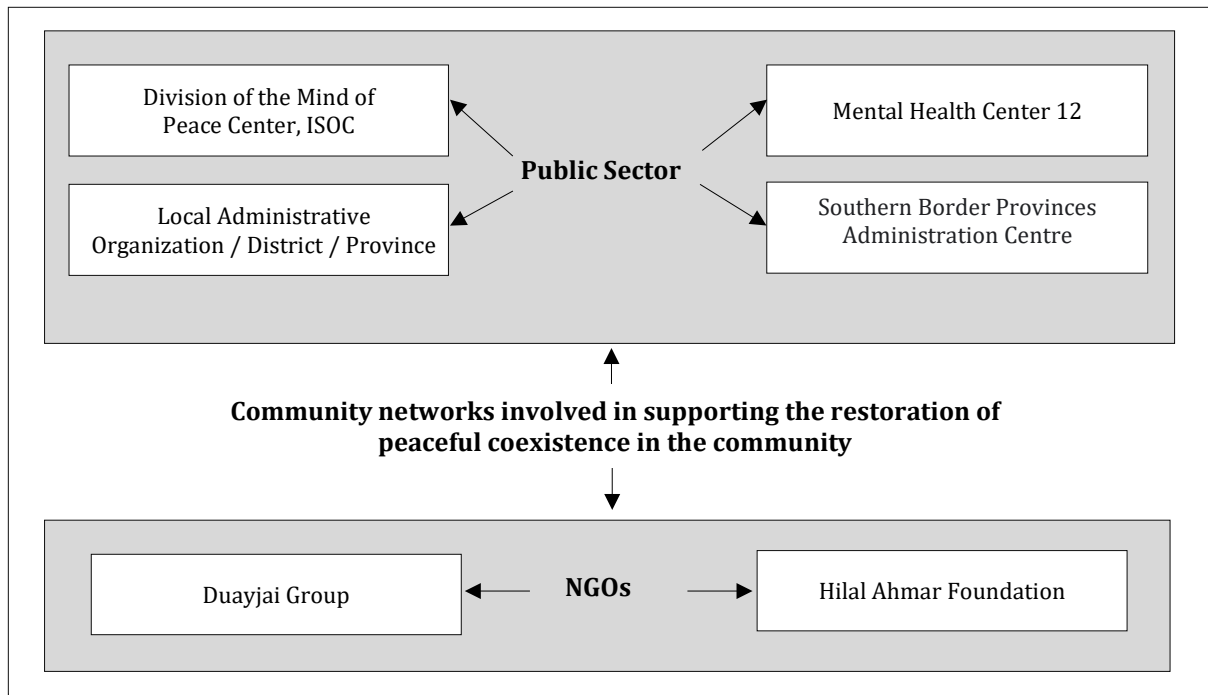 Division of the Mind of
Peace Center, ISOC
Mental Health Center 12
Public Sector
Local Administrative
Organization / District / Province
Southern Border Provinces
Administration Centre
Community networks involved in supporting the restoration of
peaceful coexistence in the community
Duayjai Group
NGOs
Hilal Ahmar Foundation